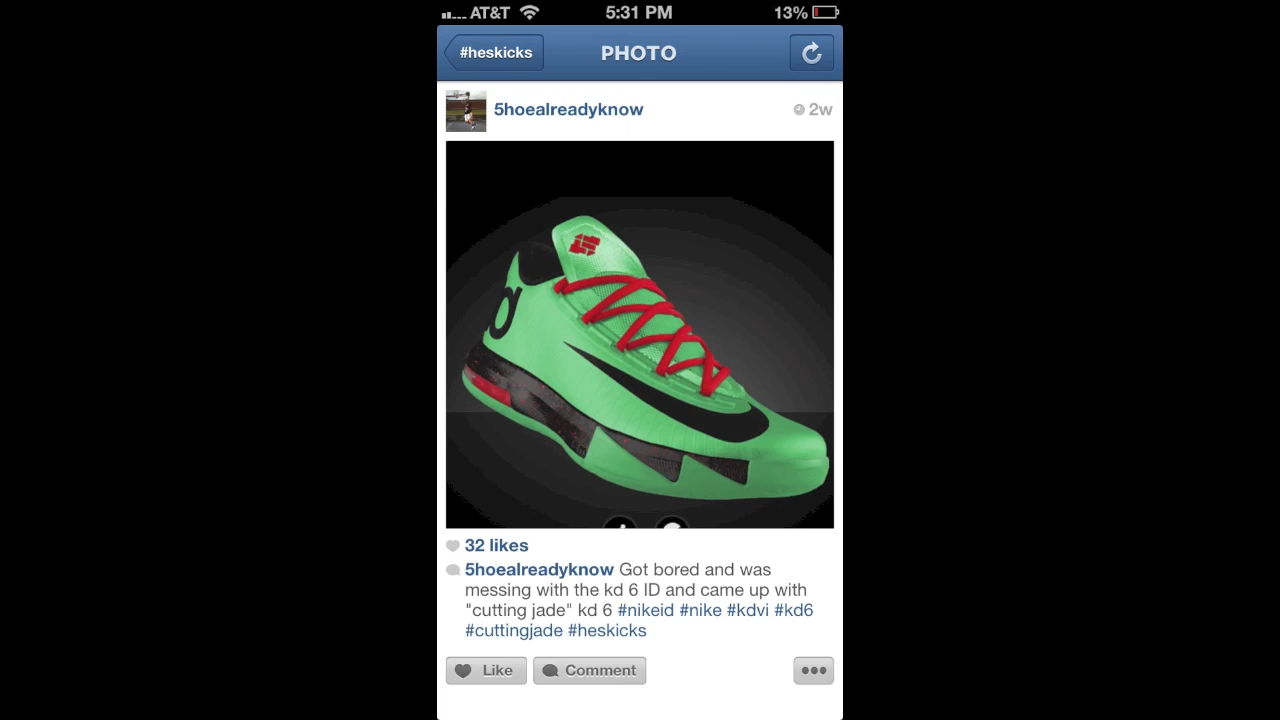 AT&T 5:31 PM 13%
#heskicks PHOTO
5hoealreadyknow 2w
32 likes
5hoealreadyknow Got bored and was
messing with the kd 6 ID and came up with
"cutting jade" kd 6 #nikeid #nike #kdvi #kd6
#cuttingjade #heskicks
Like Comment